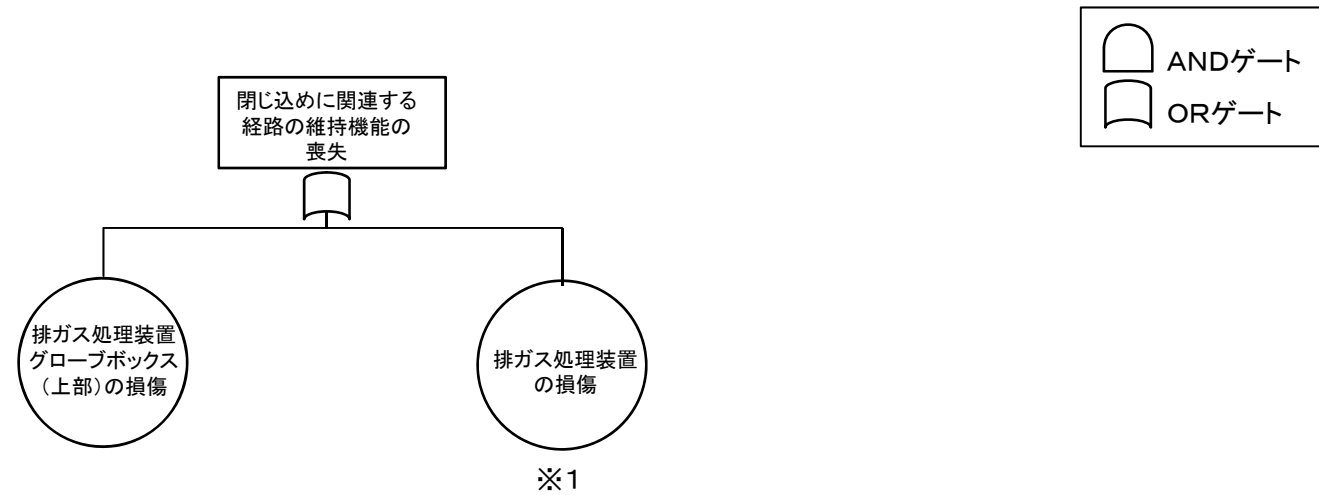 ANDゲート
ORゲート
閉じ込めに関連する
経路の維持機能の
喪失
排ガス処理装置
グローブボックス
（上部）の損傷
排ガス処理装置
の損傷
※1